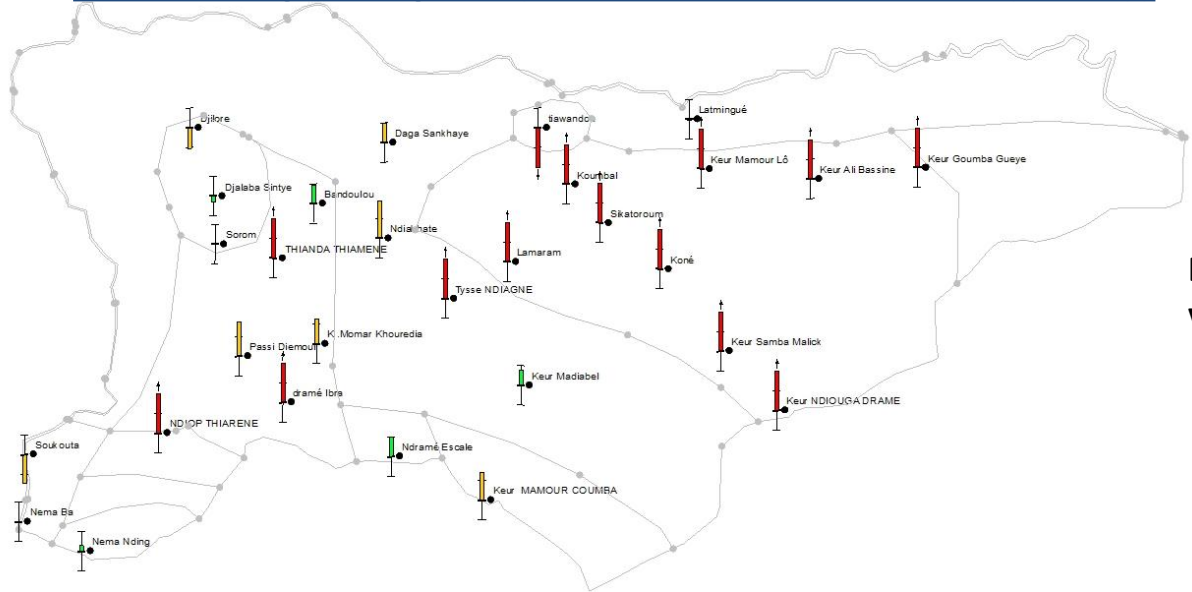 Latmingué
Djilore
tiawando
Daga Sankhaye
Keur Mamour Lô
Keur Goumba Gueye
Keur Ali Bassine
Koumbal
Djalaba Sintye
Bandoulou
Sikatoroum
Ndiakhate
Sorom
THIANDA THIAMENE
Lamaram
Koné
Tysse NDIAGNE
K .Momar Khouredia
Passi Diemour
Keur Samba Malick
Keur Madiabel
dramé Ibra
Keur NDIOUGA DRAME
NDIOP THIARENE
Soukouta
Ndramé Escale
Keur MAMOUR COUMBA
Nema Ba
Nema Nding